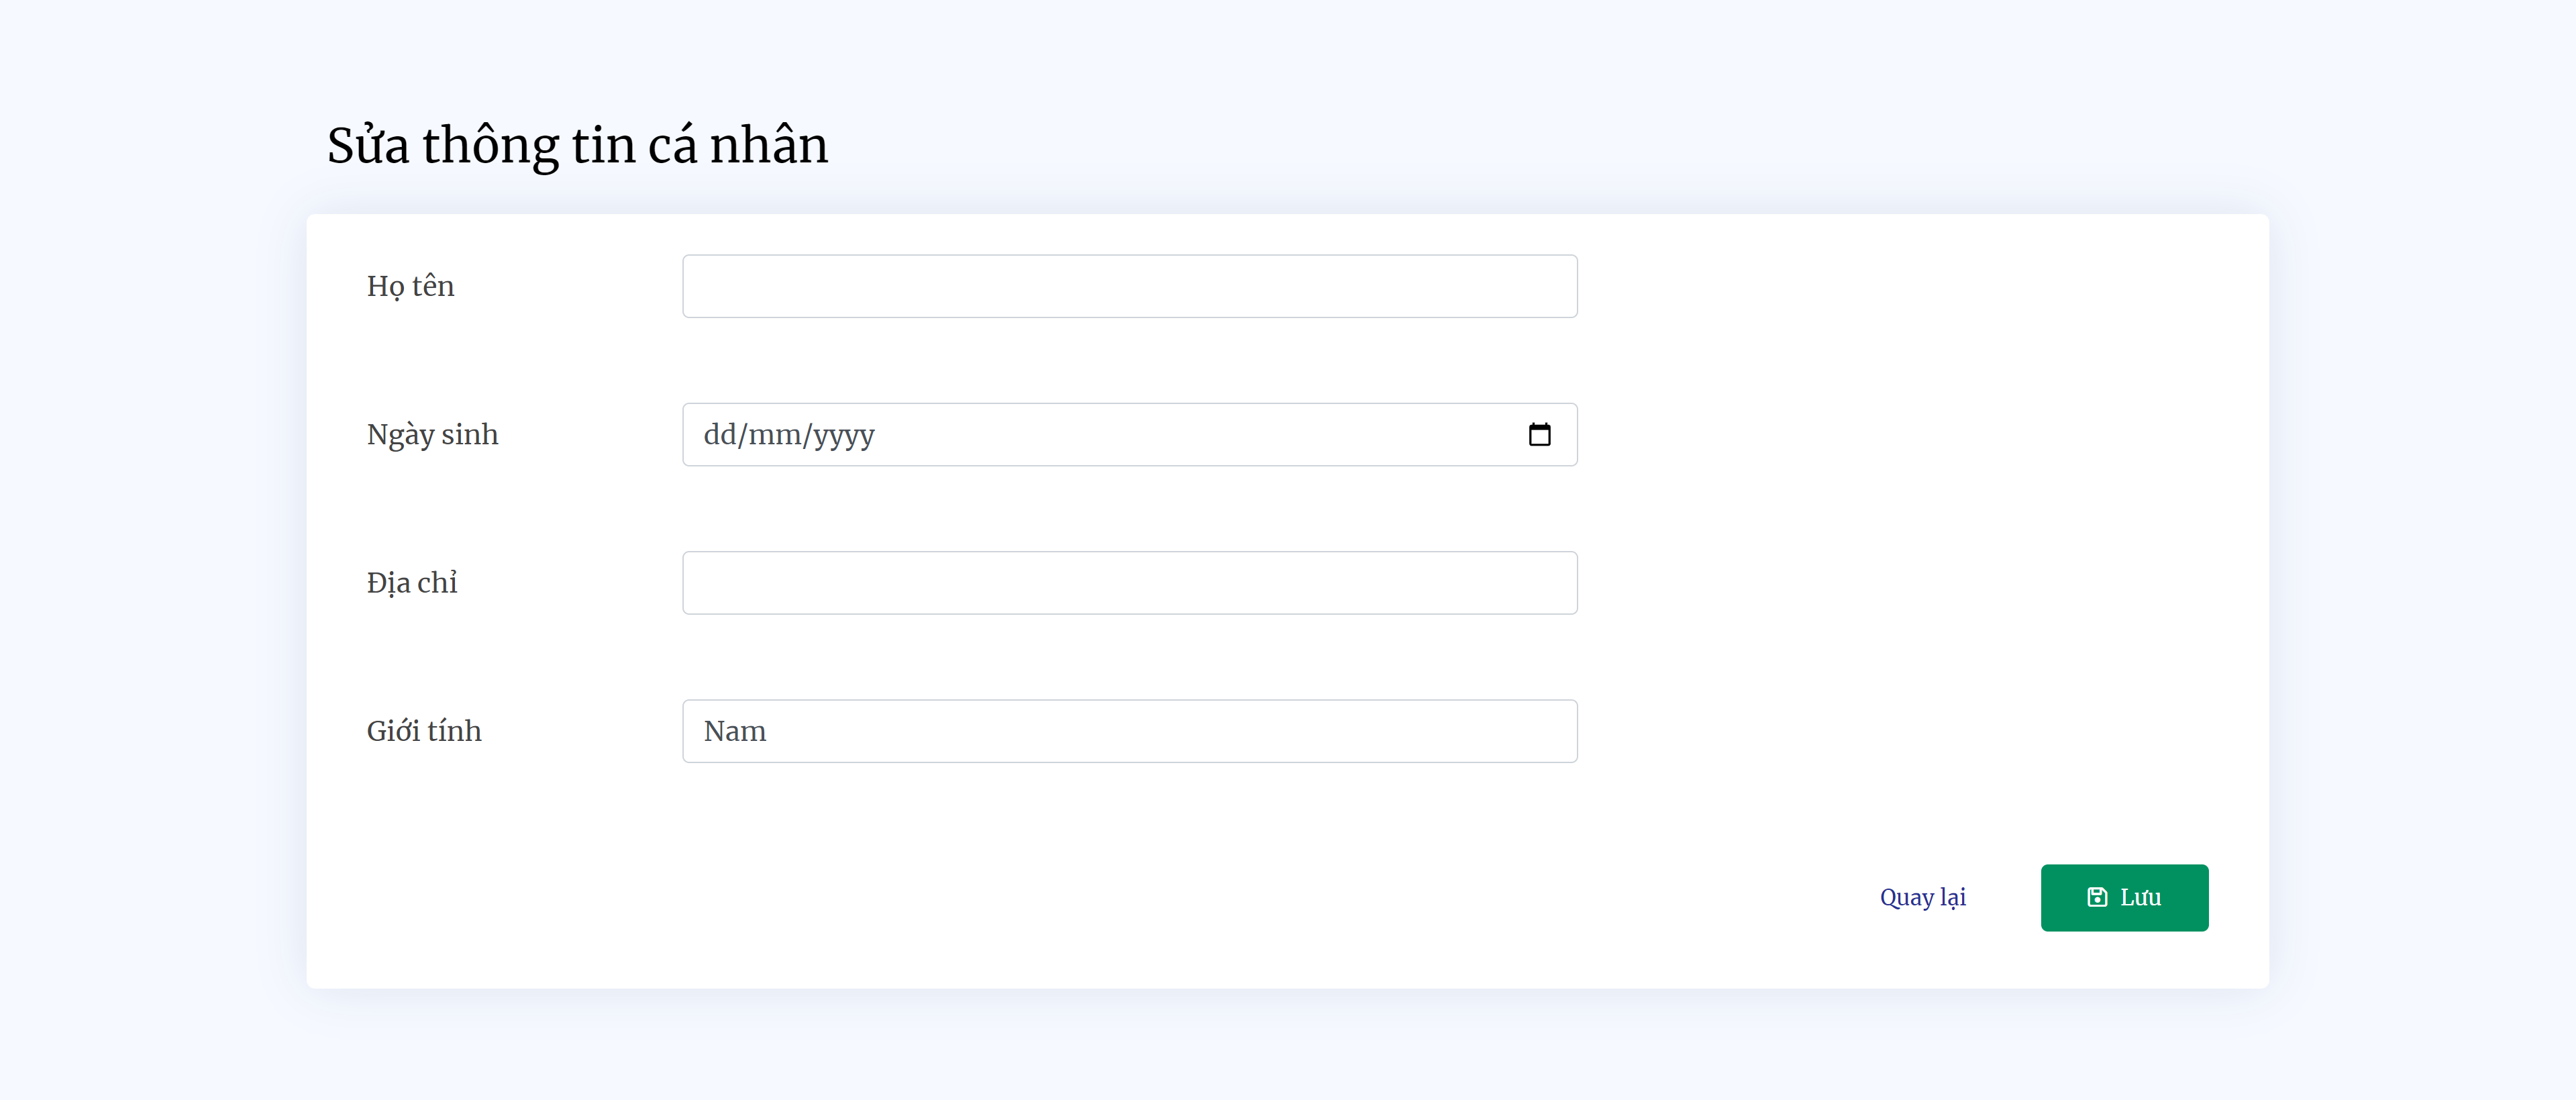 Sửa thông tin cá nhân
Họ tên
Ngày sinh dd/mm/yyyy
Địa chỉ
Giới tính Nam
Quay lại Lưu